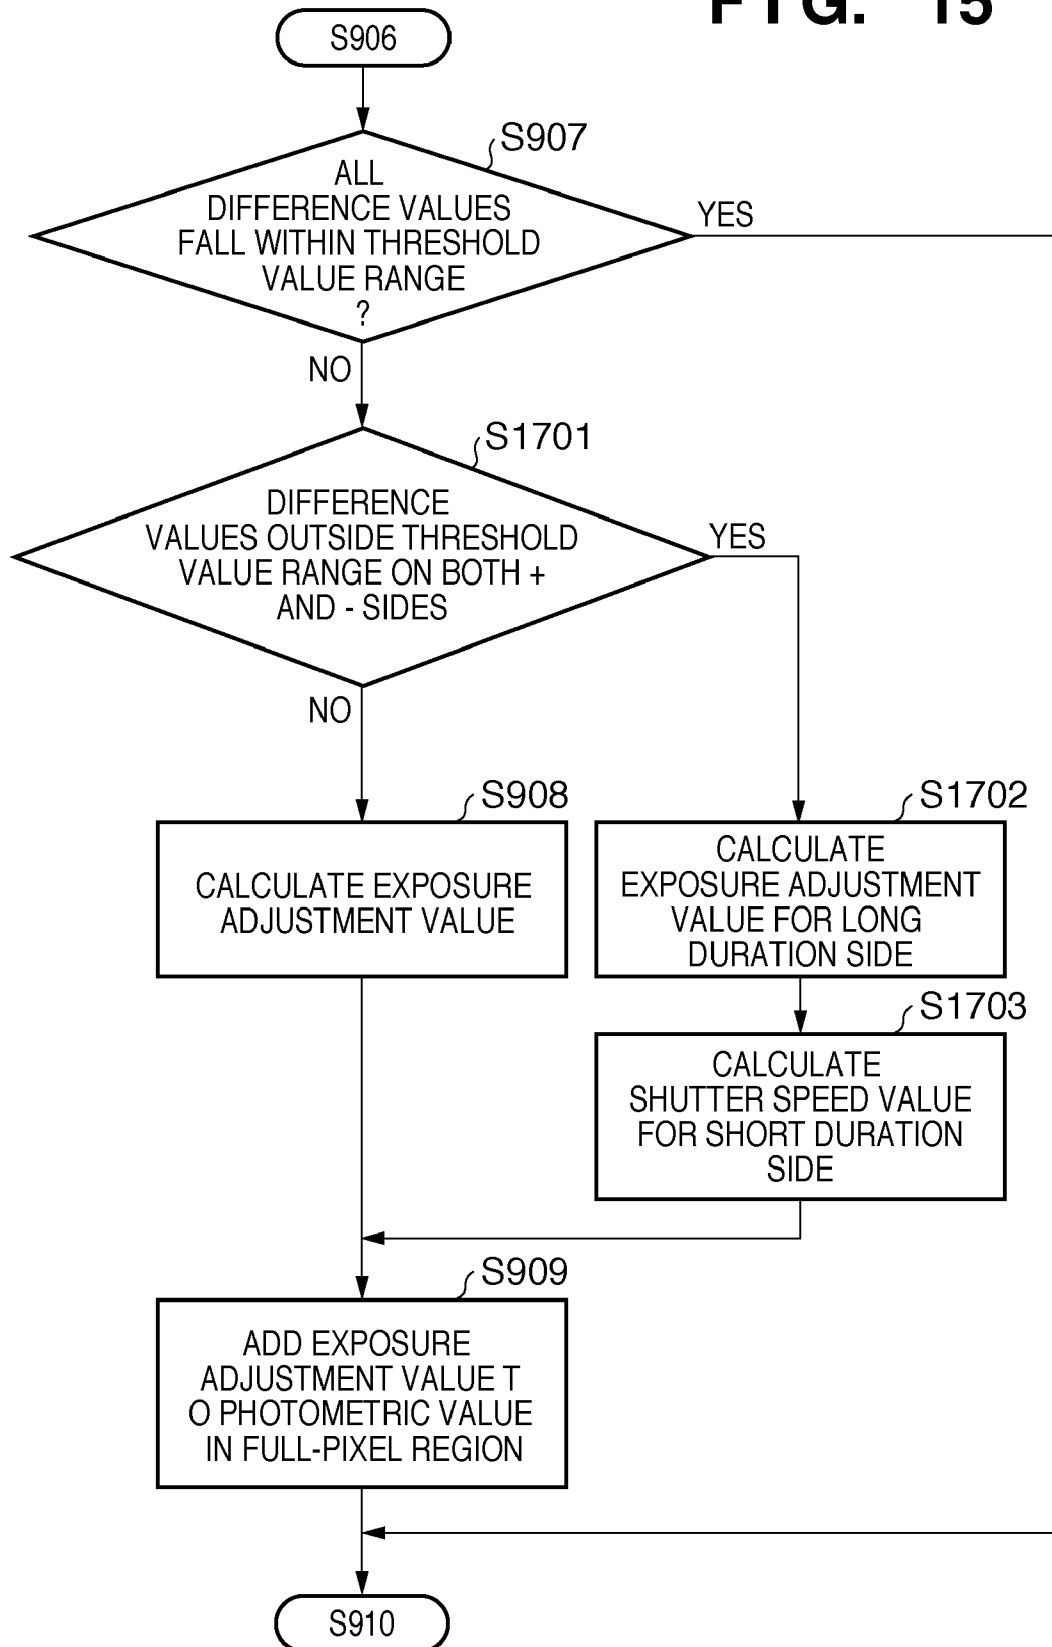 FIG. 15
S906
S907
ALL
DIFFERENCE VALUES
FALL WITHIN THRESHOLD
VALUE RANGE
?
YES
NO
S1701
DIFFERENCE
VALUES OUTSIDE THRESHOLD
VALUE RANGE ON BOTH +
AND - SIDES
YES
NO
S908
CALCULATE EXPOSURE
ADJUSTMENT VALUE
S1702
CALCULATE
EXPOSURE ADJUSTMENT
VALUE FOR LONG
DURATION SIDE
S1703
CALCULATE
SHUTTER SPEED VALUE
FOR SHORT DURATION
SIDE
S909
ADD EXPOSURE
ADJUSTMENT VALUE T
O PHOTOMETRIC VALUE
IN FULL-PIXEL REGION
S910